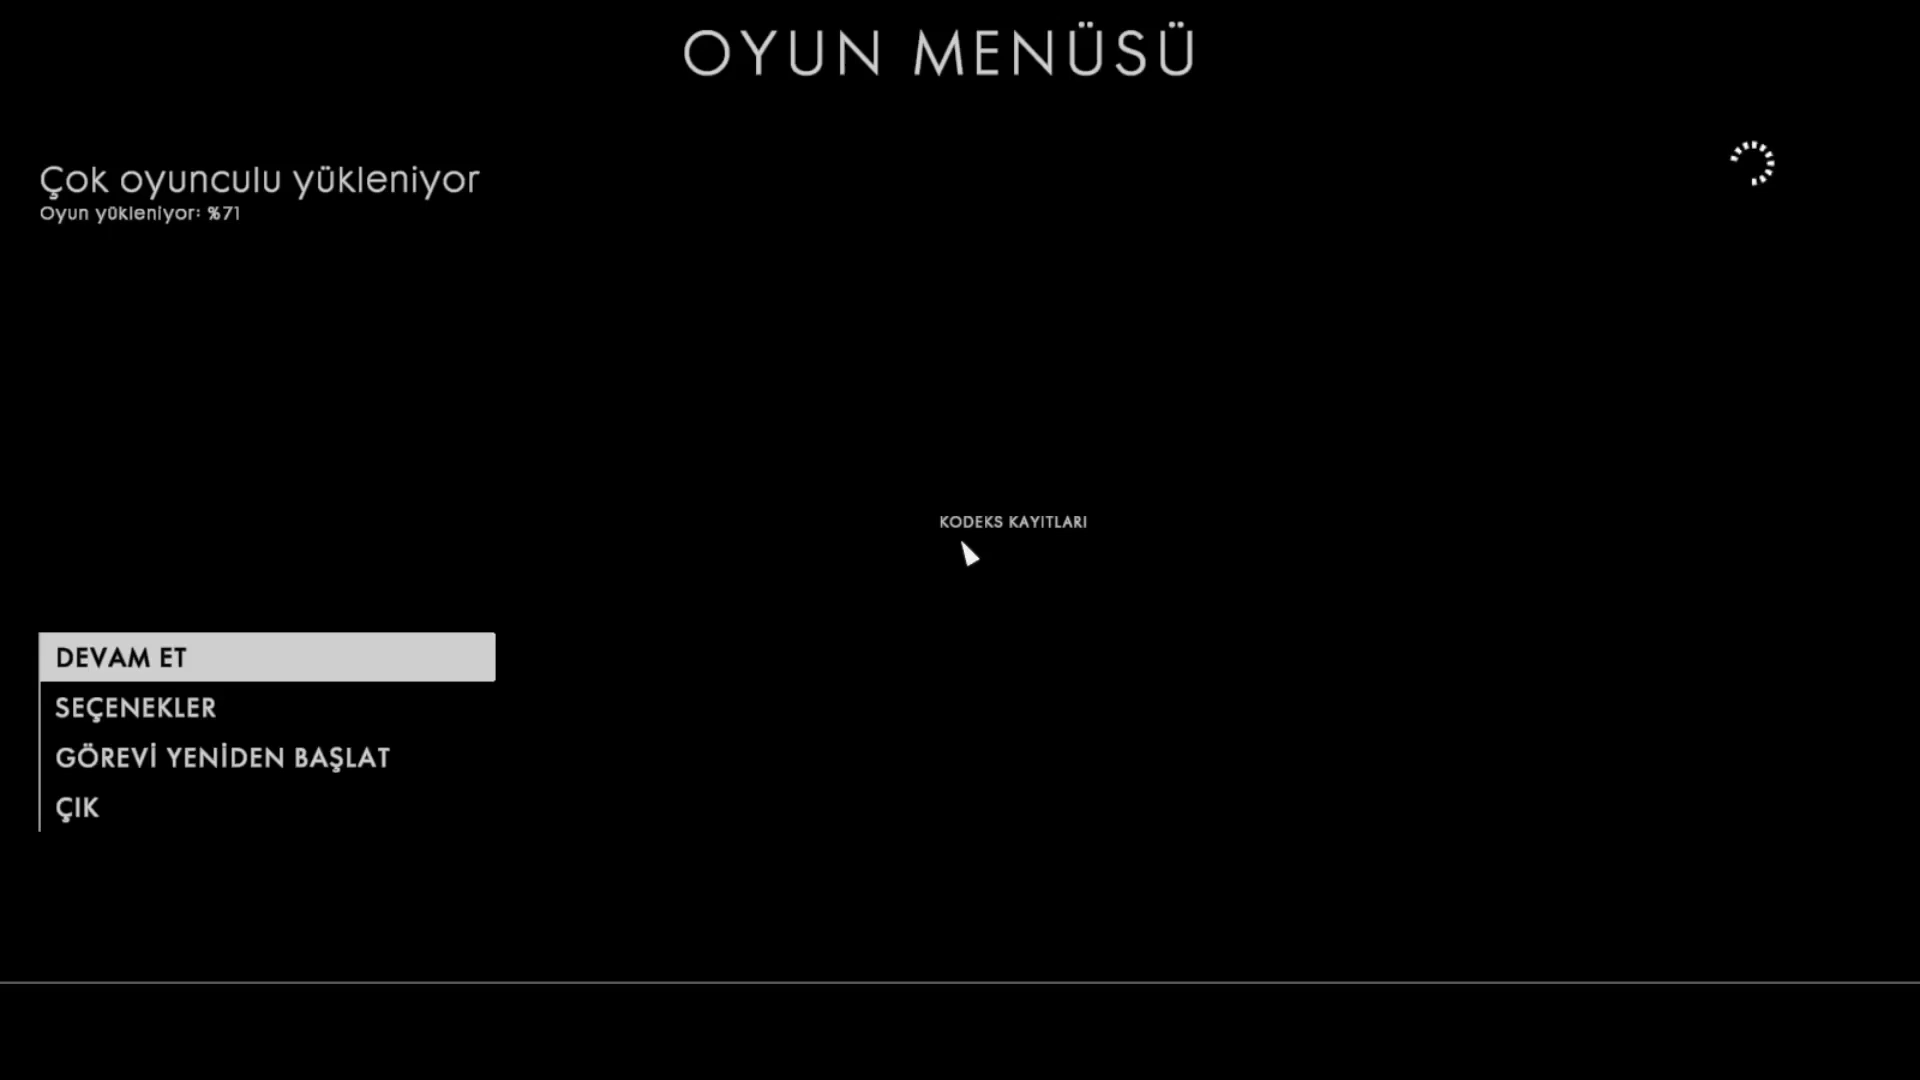 OYUN MENÜSÜ
Çok oyunculu yükleniyor
Oyun yükleniyor: %71
KODEKS KAYITLARI
DEVAM ET
SEÇENEKLER
GÖREVİ YENİDEN BAŞLAT
ÇIK